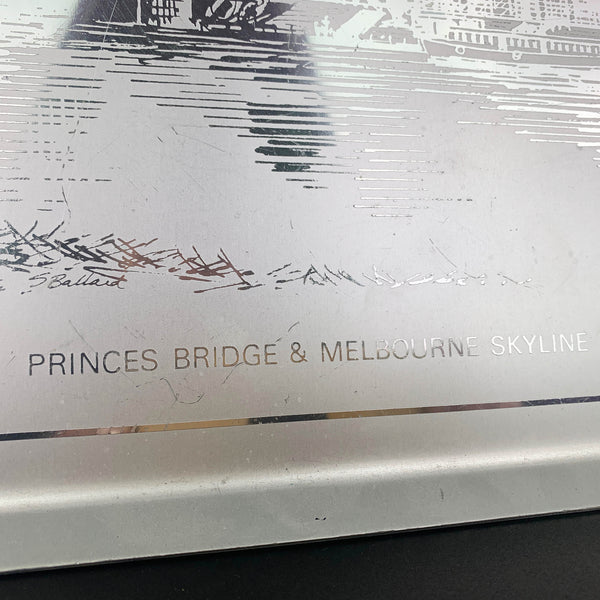 S Ballard
PRINCES BRIDGE & MELBOURNE SKYLINE